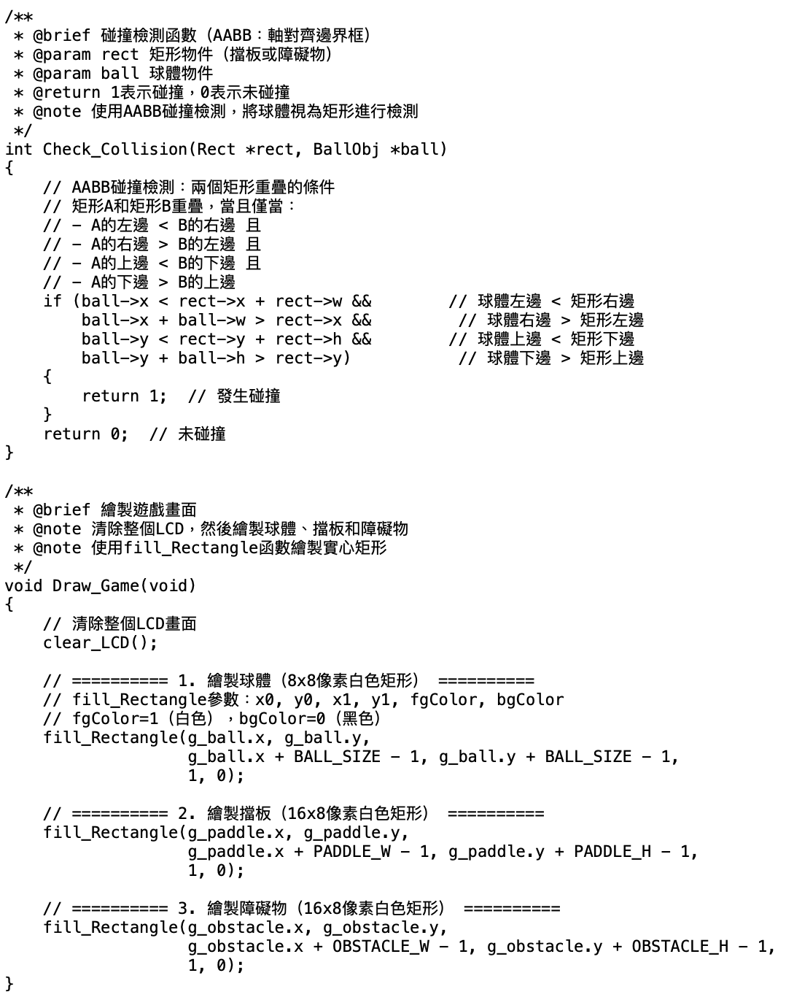 /**
 * @brief 碰撞檢測函數（AABB：軸對齊邊界框）
 * @param rect 矩形物件（擋板或障礙物）
 * @param ball 球體物件
 * @return 1表示碰撞，0表示未碰撞
 * @note 使用AABB碰撞檢測，將球體視為矩形進行檢測
 */
int Check_Collision(Rect *rect, BallObj *ball)
{
    // AABB碰撞檢測：兩個矩形重疊的條件
    // 矩形A和矩形B重疊，當且僅當：
    // - A的左邊 < B的右邊 且
    // - A的右邊 > B的左邊 且
    // - A的上邊 < B的下邊 且
    // - A的下邊 > B的上邊
    if (ball->x < rect->x + rect->w &&        // 球體左邊 < 矩形右邊
        ball->x + ball->w > rect->x &&         // 球體右邊 > 矩形左邊
        ball->y < rect->y + rect->h &&        // 球體上邊 < 矩形下邊
        ball->y + ball->h > rect->y)           // 球體下邊 > 矩形上邊
    {
        return 1;  // 發生碰撞
    }
    return 0;  // 未碰撞
}

/**
 * @brief 繪製遊戲畫面
 * @note 清除整個LCD，然後繪製球體、擋板和障礙物
 * @note 使用fill_Rectangle函數繪製實心矩形
 */
void Draw_Game(void)
{
    // 清除整個LCD畫面
    clear_LCD();

    // ========== 1. 繪製球體（8x8像素白色矩形） ==========
    // fill_Rectangle參數：x0, y0, x1, y1, fgColor, bgColor
    // fgColor=1（白色），bgColor=0（黑色）
    fill_Rectangle(g_ball.x, g_ball.y,
                   g_ball.x + BALL_SIZE - 1, g_ball.y + BALL_SIZE - 1,
                   1, 0);

    // ========== 2. 繪製擋板（16x8像素白色矩形） ==========
    fill_Rectangle(g_paddle.x, g_paddle.y,
                   g_paddle.x + PADDLE_W - 1, g_paddle.y + PADDLE_H - 1,
                   1, 0);

    // ========== 3. 繪製障礙物（16x8像素白色矩形） ==========
    fill_Rectangle(g_obstacle.x, g_obstacle.y,
                   g_obstacle.x + OBSTACLE_W - 1, g_obstacle.y + OBSTACLE_H - 1,
                   1, 0);
}